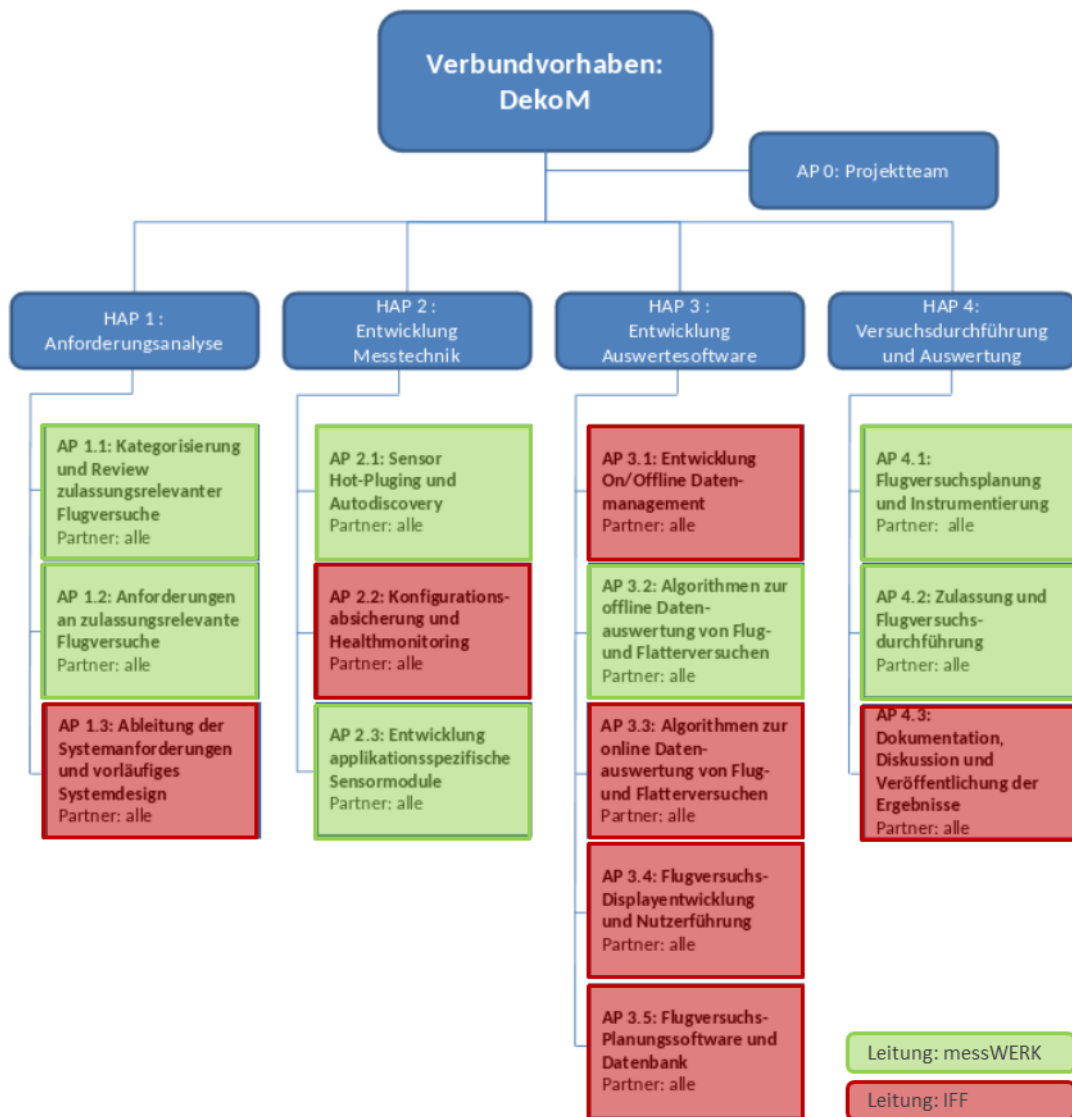 Verbundvorhaben:
DekoM
AP 0: Projektteam
HAP 1 :
Anforderungsanalyse
HAP 2 :
Entwicklung
Messtechnik
HAP 3 :
Entwicklung
Auswertesoftware
HAP 4:
Versuchsdurchführung
und Auswertung
AP 1.1: Kategorisierung
und Review
zulassungsrelevanter
Flugversuche
Partner: alle
AP 1.2: Anforderungen
an zulassungsrelevante
Flugversuche
Partner: alle
AP 1.3: Ableitung der
Systemanforderungen
und vorläufiges
Systemdesign
Partner: alle
AP 2.1: Sensor
Hot-Pluging und
Autodiscovery
Partner: alle
AP 2.2: Konfigurations-
absicherung und
Healthmonitoring
Partner: alle
AP 2.3: Entwicklung
applikationsspezifische
Sensormodule
Partner: alle
AP 3.1: Entwicklung
On/Offline Daten-
management
Partner: alle
AP 3.2: Algorithmen zur
offline Daten-
auswertung von Flug-
und Flatterversuchen
Partner: alle
AP 3.3: Algorithmen zur
online Daten-
auswertung von Flug-
und Flatterversuchen
Partner: alle
AP 3.4: Flugversuchs-
Displayentwicklung
und Nutzerführung
Partner: alle
AP 3.5: Flugversuchs-
Planungssoftware und
Datenbank
Partner: alle
AP 4.1:
Flugversuchsplanung
und Instrumentierung
Partner: alle
AP 4.2: Zulassung und
Flugversuchs-
durchführung
Partner: alle
AP 4.3:
Dokumentation,
Diskussion und
Veröffentlichung der
Ergebnisse
Partner: alle
Leitung: messWERK
Leitung: IFF